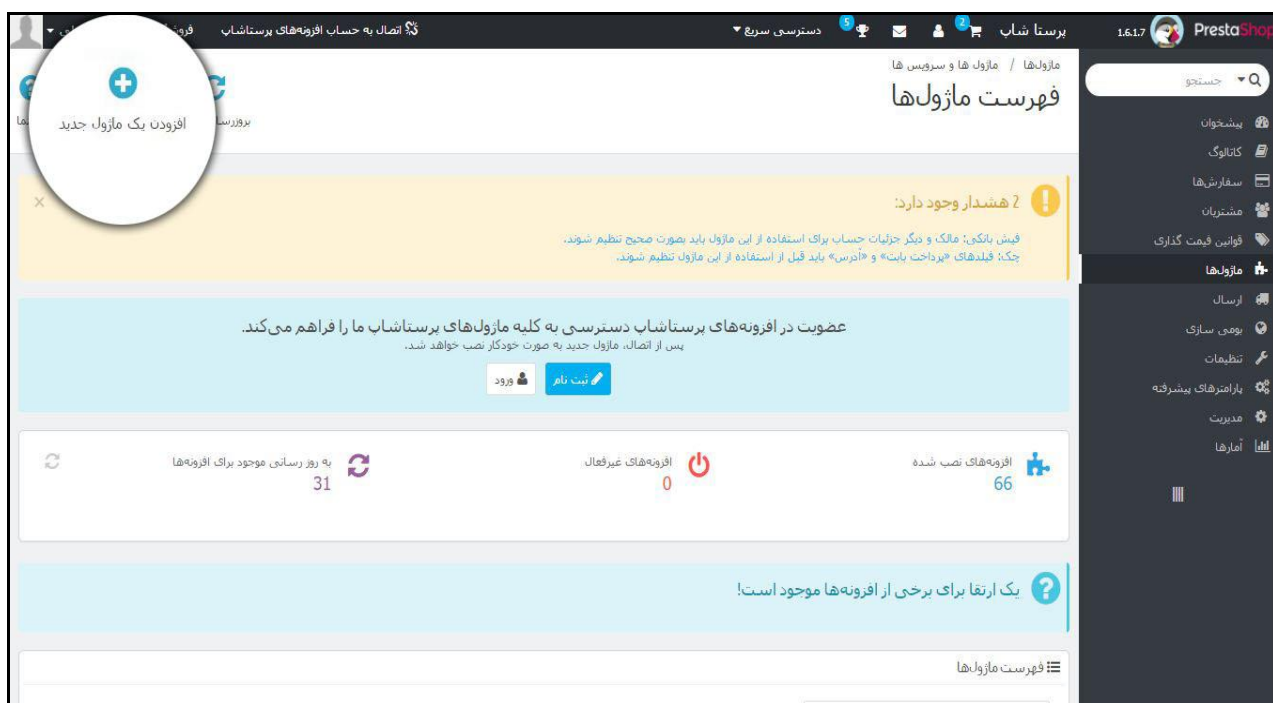 PrestaShop
1.6.1.7
پرستا شاپ
2
5
دسترسی سریع
اتصال به حساب افزونه‌های پرستاشاپ
جستجو
پیشخوان
کاتالوگ
سفارش‌ها
مشتریان
قوانین قیمت گذاری
ماژول‌ها
ارسال
بومی سازی
تنظیمات
پارامترهای پیشرفته
مدیریت
آمارها
ماژول‌ها / ماژول ها و سرویس ها
فهرست ماژول‌ها
افزودن یک ماژول جدید
2 هشدار وجود دارد:
فیش بانکی: مالک و دیگر جزئیات حساب برای استفاده از این ماژول باید بصورت صحیح تنظیم شوند.
چک: فیلدهای «پرداخت بابت» و «آدرس» باید قبل از استفاده از این ماژول تنظیم شوند.
عضویت در افزونه‌های پرستاشاپ دسترسی به کلیه ماژول‌های پرستاشاپ ما را فراهم می‌کند.
پس از اتصال، ماژول جدید به صورت خودکار نصب خواهد شد.
ثبت نام
ورود
افزونه‌های نصب شده
66
افزونه‌های غیرفعال
0
به روز رسانی موجود برای افزونه‌ها
31
یک ارتقا برای برخی از افزونه‌ها موجود است!
فهرست ماژول‌ها